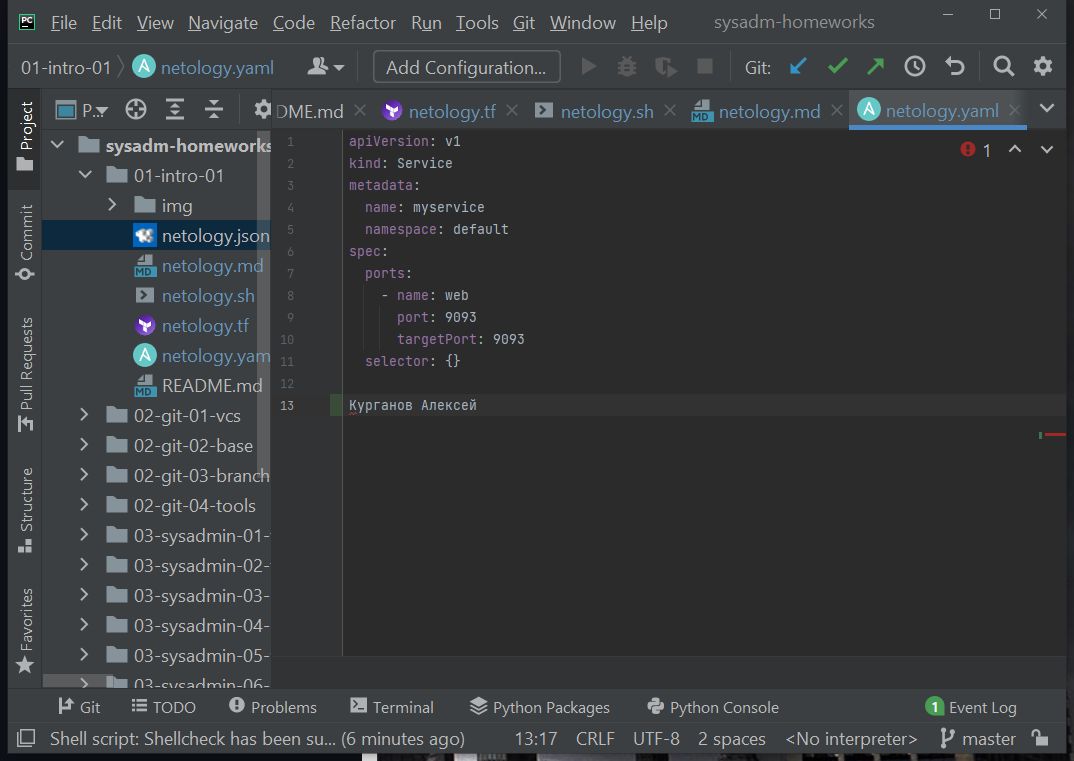 PC File Edit View Navigate Code Refactor Run Tools Git Window Help sysadm-homeworks
01-intro-01 A netology.yaml Add Configuration... Git:
P... DME.md netology.tf netology.sh MD netology.md A netology.yaml
Project
Commit
Pull Requests
Structure
Favorites
sysadm-homeworks
01-intro-01
img
netology.json
MD netology.md
netology.sh
netology.tf
A netology.yam
MD README.md
02-git-01-vcs
02-git-02-base
02-git-03-branch
02-git-04-tools
03-sysadmin-01-
03-sysadmin-02-
03-sysadmin-03-
03-sysadmin-04-
03-sysadmin-05-
03-sysadmin-06-
1 apiVersion: v1
2 kind: Service
3 metadata:
4 name: myservice
5 namespace: default
6 spec:
7 ports:
8 - name: web
9 port: 9093
10 targetPort: 9093
11 selector: {}
12
13 Курганов Алексей
1
Git TODO Problems Terminal Python Packages Python Console 1 Event Log
Shell script: Shellcheck has been su... (6 minutes ago) 13:17 CRLF UTF-8 2 spaces <No interpreter> master